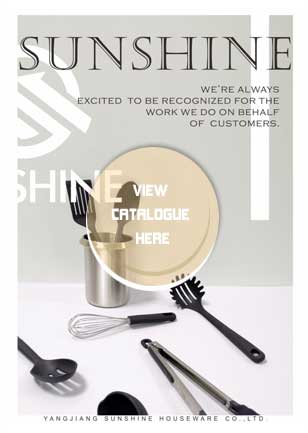 SUNSHINE
WE'RE ALWAYS
EXCITED TO BE RECOGNIZED FOR THE
WORK WE DO ON BEHALF
OF CUSTOMERS.
SHINE
VIEW
CATALOGUE
HERE
YANGJIANG SUNSHINE HOUSEWARE CO.,LTD.